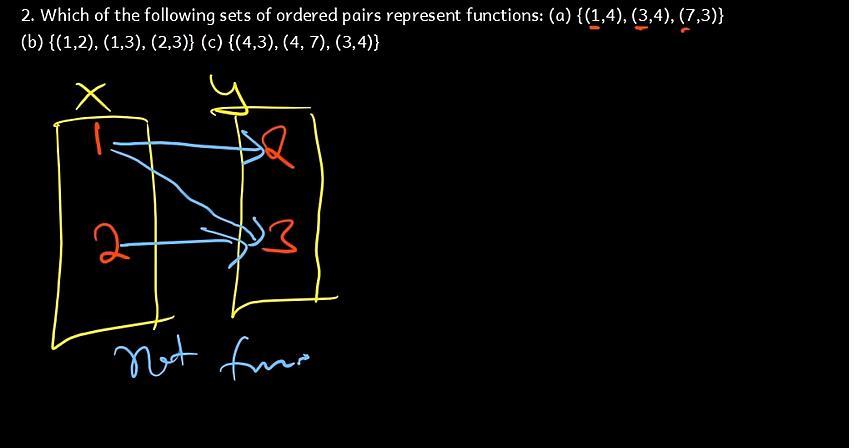 2. Which of the following sets of ordered pairs represent functions: (a) {(1,4), (3,4), (7,3)}
(b) {(1,2), (1,3), (2,3)} (c) {(4,3), (4, 7), (3,4)}
x y
1 2
2 3
not